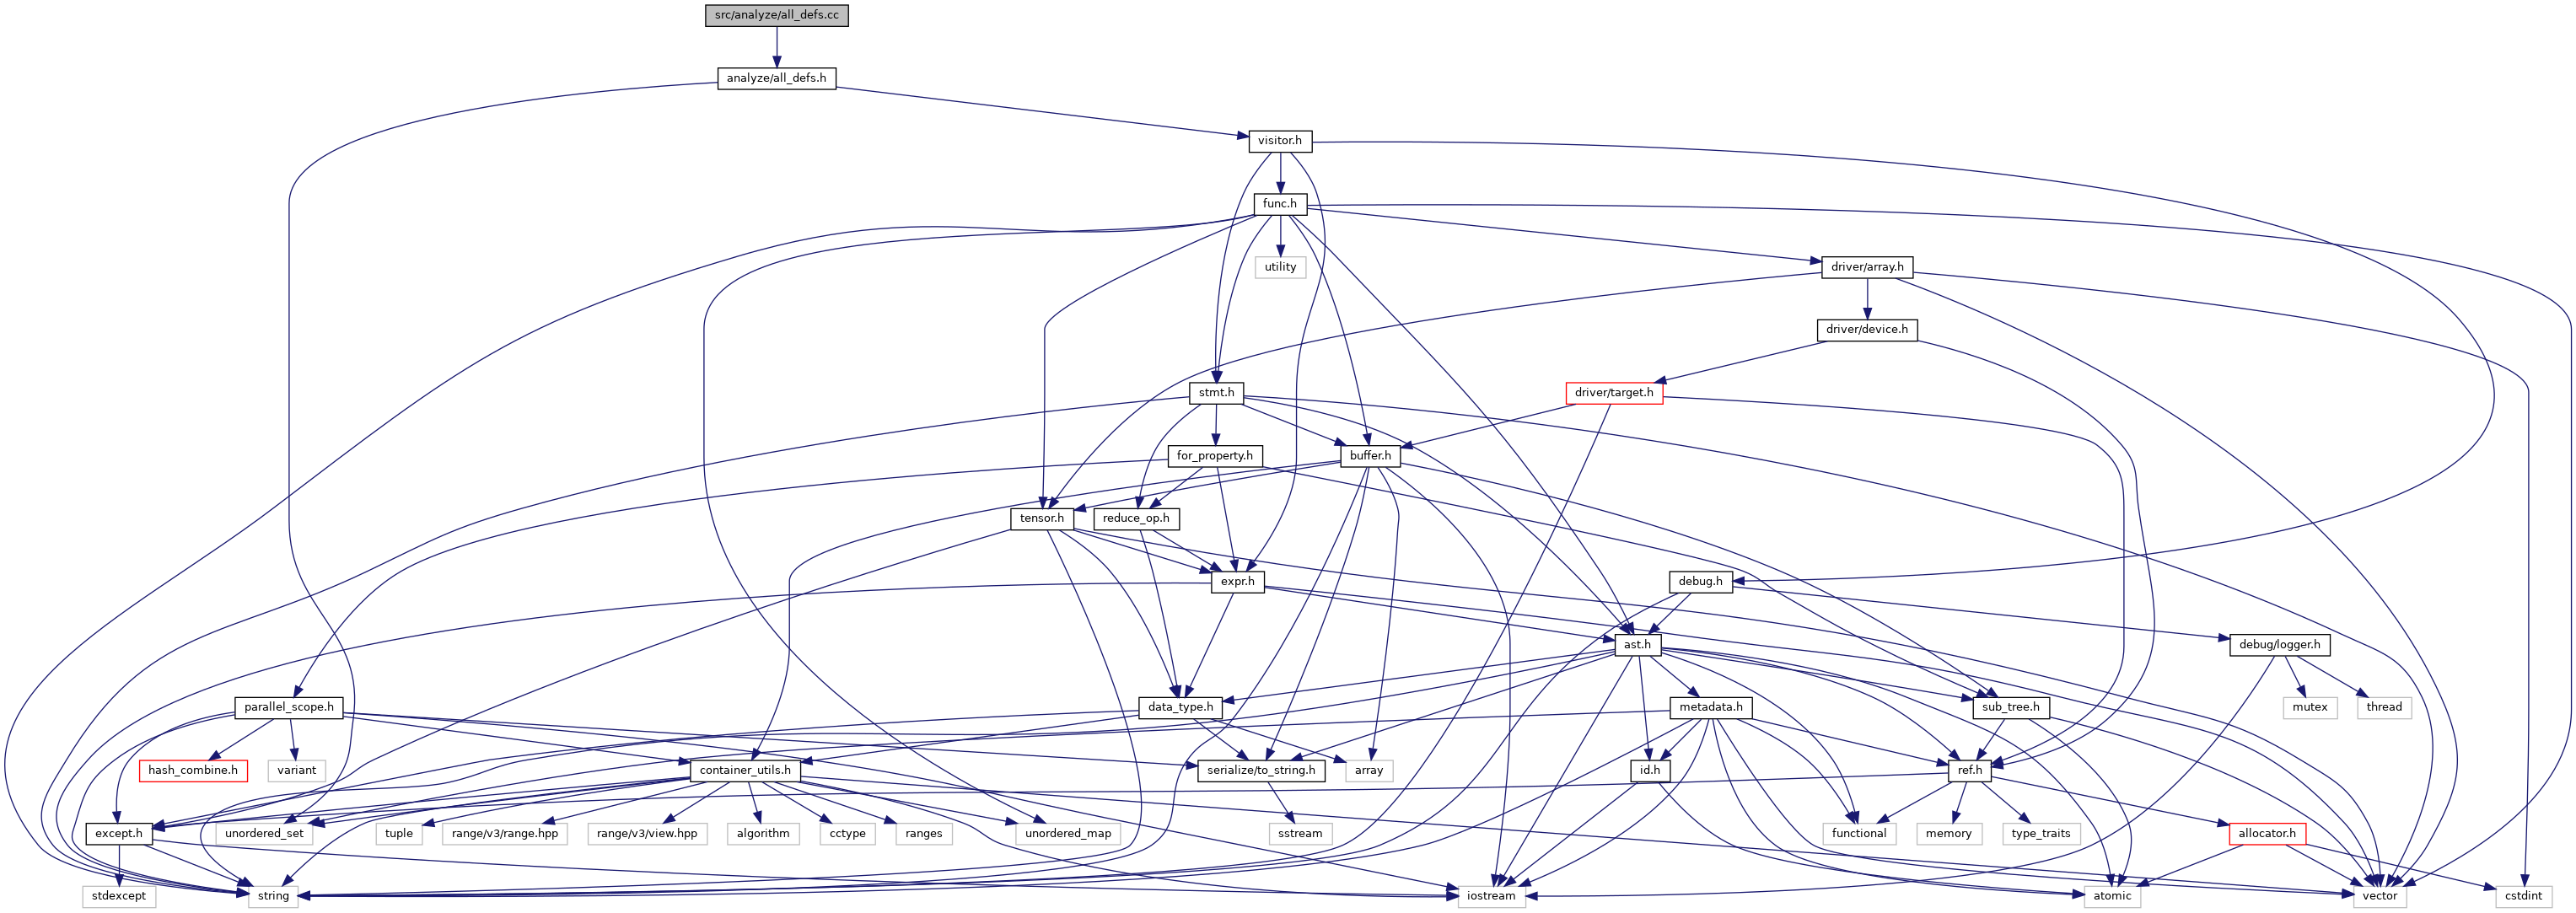 src/analyze/all_defs.cc
analyze/all_defs.h
visitor.h
func.h
utility
driver/array.h
driver/device.h
stmt.h
driver/target.h
for_property.h
buffer.h
tensor.h
reduce_op.h
expr.h
debug.h
ast.h
debug/logger.h
parallel_scope.h
data_type.h
metadata.h
sub_tree.h
mutex
thread
hash_combine.h
variant
container_utils.h
serialize/to_string.h
array
id.h
ref.h
except.h
unordered_set
tuple
range/v3/range.hpp
range/v3/view.hpp
algorithm
cctype
ranges
unordered_map
sstream
functional
memory
type_traits
allocator.h
stdexcept
string
iostream
atomic
vector
cstdint